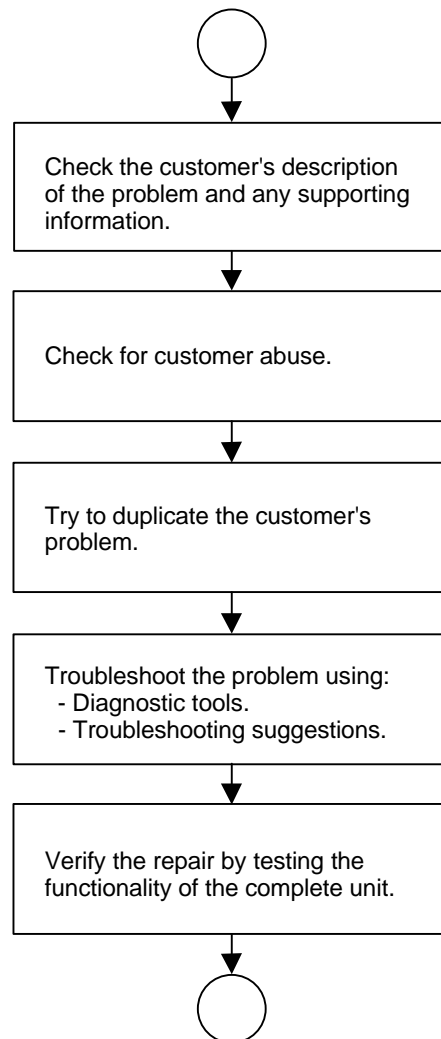 Check the customer's description
of the problem and any supporting
information.
Check for customer abuse.
Try to duplicate the customer's
problem.
Troubleshoot the problem using:
- Diagnostic tools.
- Troubleshooting suggestions.
Verify the repair by testing the
functionality of the complete unit.